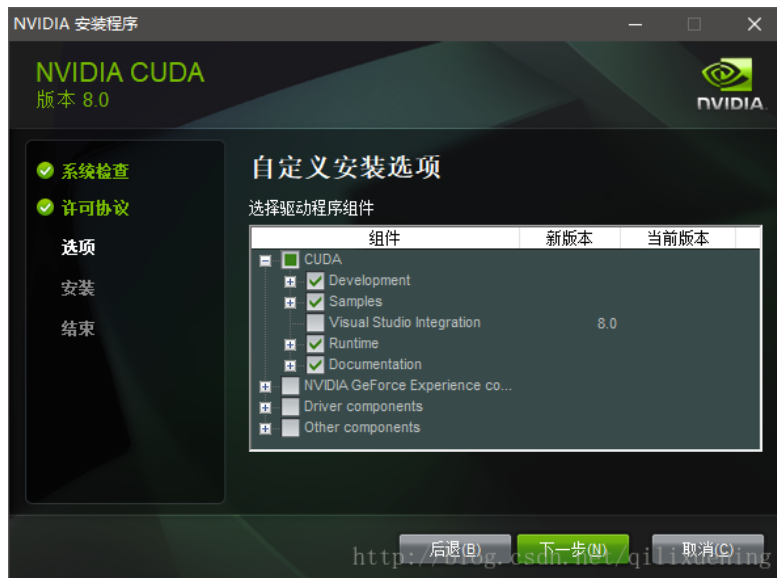 NVIDIA 安装程序
NVIDIA CUDA
版本 8.0
NVIDIA.
系统检查
许可协议
选项
安装
结束
自定义安装选项
选择驱动程序组件
组件 新版本 当前版本
CUDA
Development
Samples
Visual Studio Integration 8.0
Runtime
Documentation
NVIDIA GeForce Experience co...
Driver components
Other components
后退(B) 下一步(N) 取消(C)
http://blog.csdn.net/qilixuening